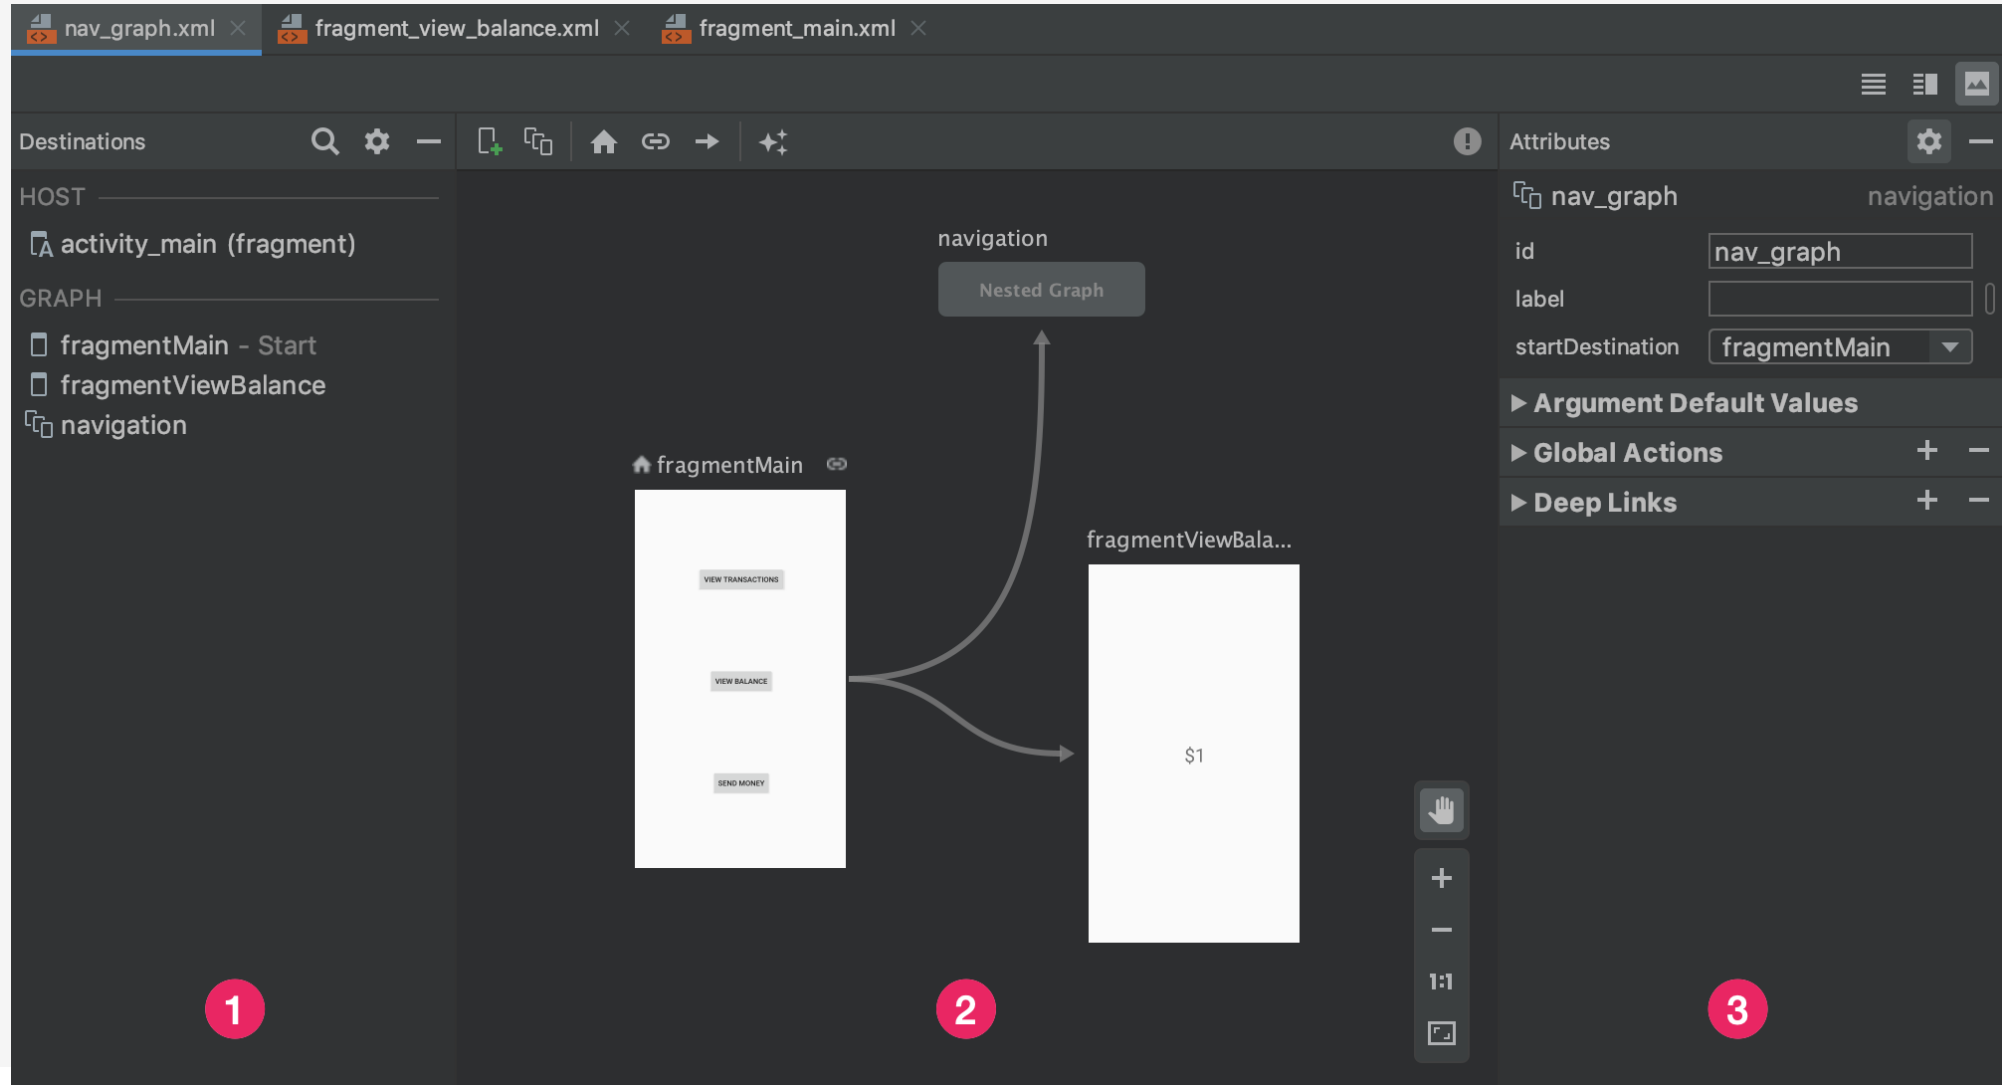 nav_graph.xml
fragment_view_balance.xml
fragment_main.xml
Destinations
HOST
activity_main (fragment)
GRAPH
fragmentMain - Start
fragmentViewBalance
navigation
1
navigation
Nested Graph
fragmentMain
VIEW TRANSACTIONS
VIEW BALANCE
SEND MONEY
fragmentViewBala...
$1
1:1
2
Attributes
nav_graph navigation
id nav_graph
label
startDestination fragmentMain
Argument Default Values
Global Actions
Deep Links
3